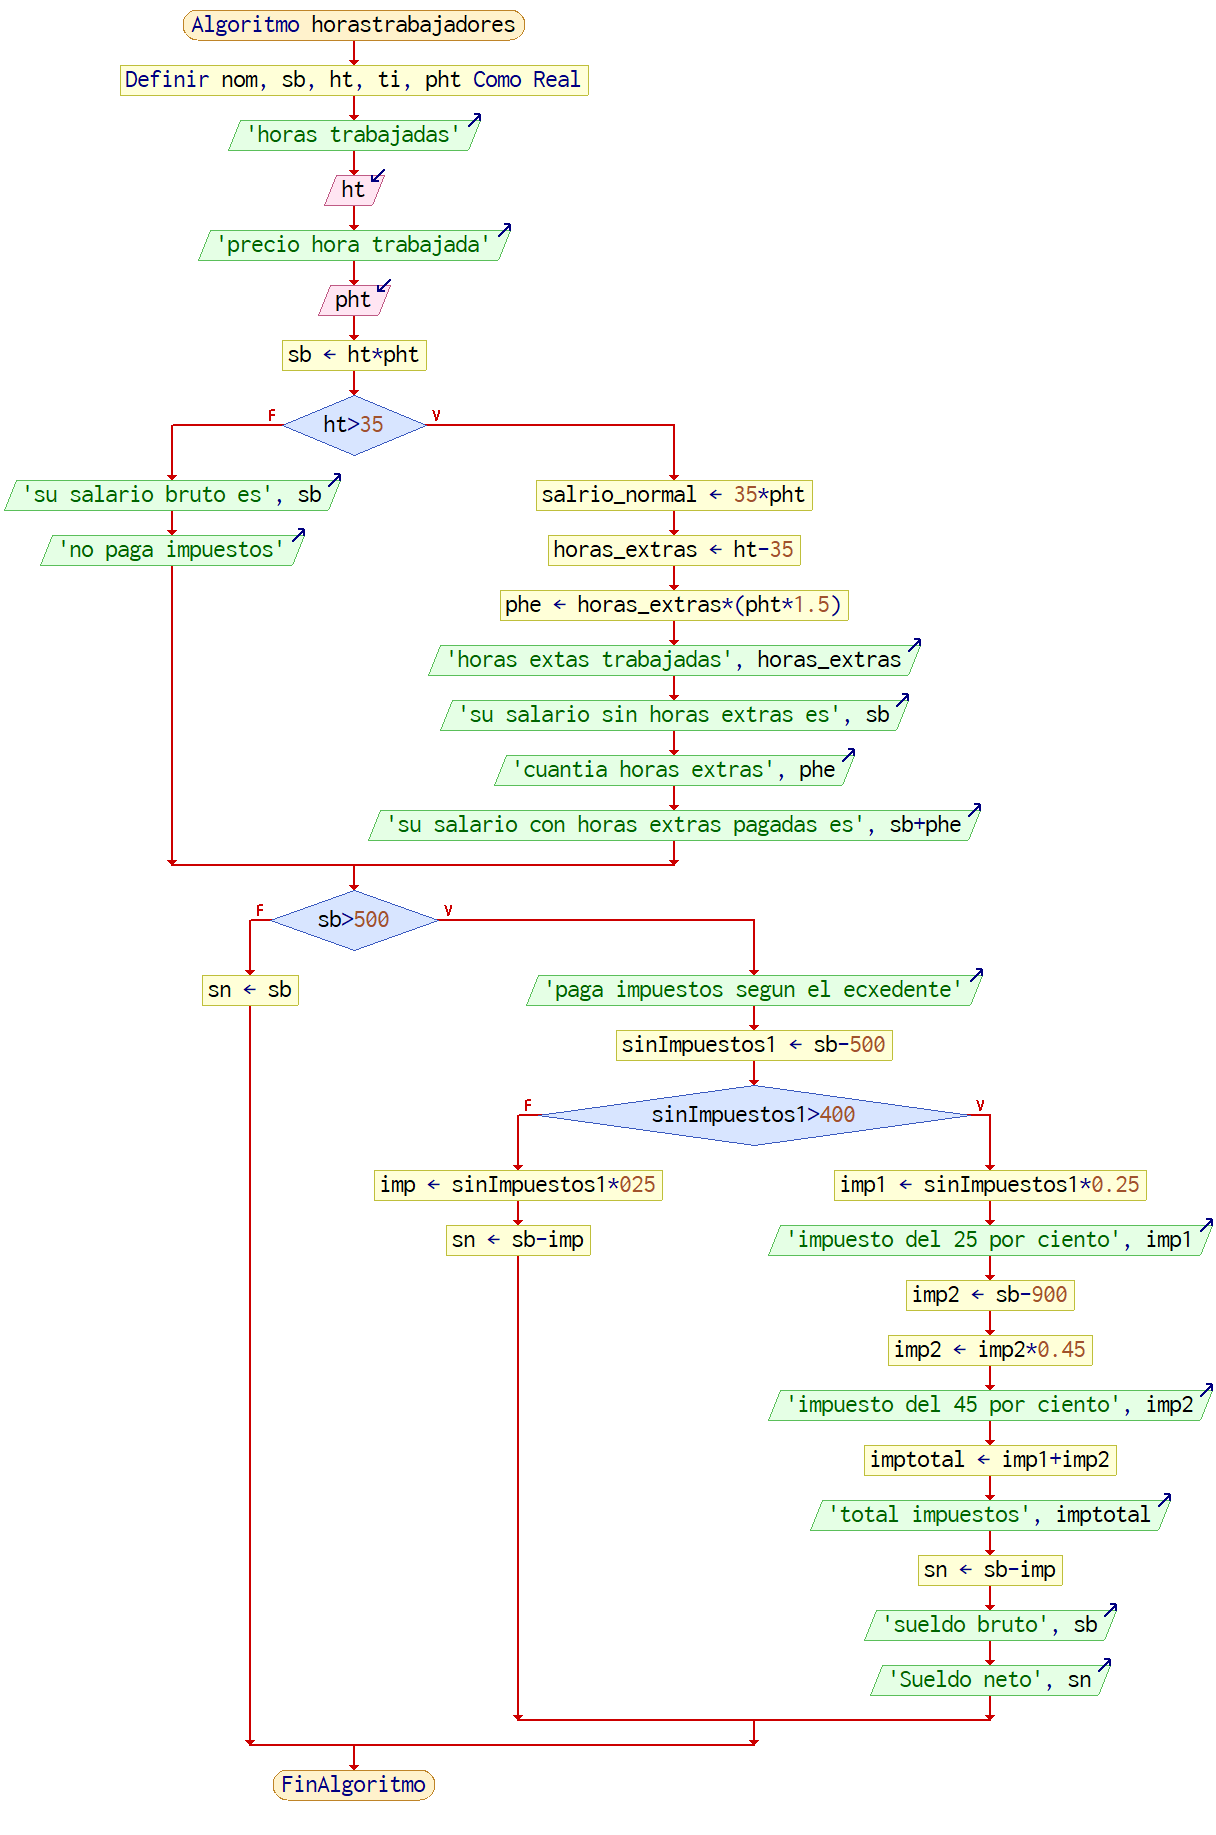 Algoritmo horastrabajadores
Definir nom, sb, ht, ti, pht Como Real
'horas trabajadas'
ht
'precio hora trabajada'
pht
sb ← ht*pht
F
ht>35
V
'su salario bruto es', sb
'no paga impuestos'
salrio_normal ← 35*pht
horas_extras ← ht-35
phe ← horas_extras*(pht*1.5)
'horas extas trabajadas', horas_extras
'su salario sin horas extras es', sb
'cuantia horas extras', phe
'su salario con horas extras pagadas es', sb+phe
F
sb>500
V
sn ← sb
'paga impuestos segun el ecxedente'
sinImpuestos1 ← sb-500
F
sinImpuestos1>400
V
imp ← sinImpuestos1*025
sn ← sb-imp
imp1 ← sinImpuestos1*0.25
'impuesto del 25 por ciento', imp1
imp2 ← sb-900
imp2 ← imp2*0.45
'impuesto del 45 por ciento', imp2
imptotal ← imp1+imp2
'total impuestos', imptotal
sn ← sb-imp
'sueldo bruto', sb
'Sueldo neto', sn
FinAlgoritmo